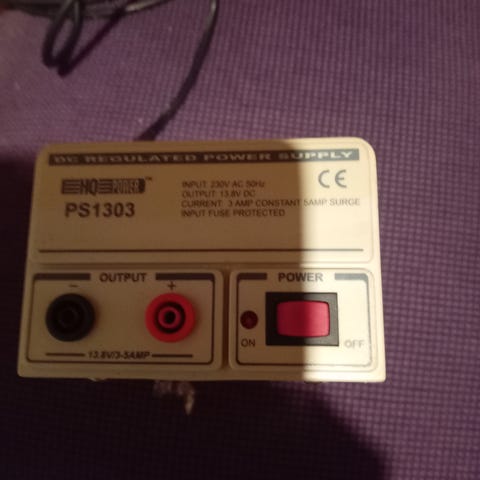 DC REGULATED POWER SUPPLY
HQ POWER™
PS1303
INPUT: 230V AC 50Hz
OUTPUT: 13.8V DC
CURRENT: 3 AMP CONSTANT 5AMP SURGE
INPUT FUSE PROTECTED
CE
OUTPUT
- +
13.8V/3-5AMP
POWER
ON OFF